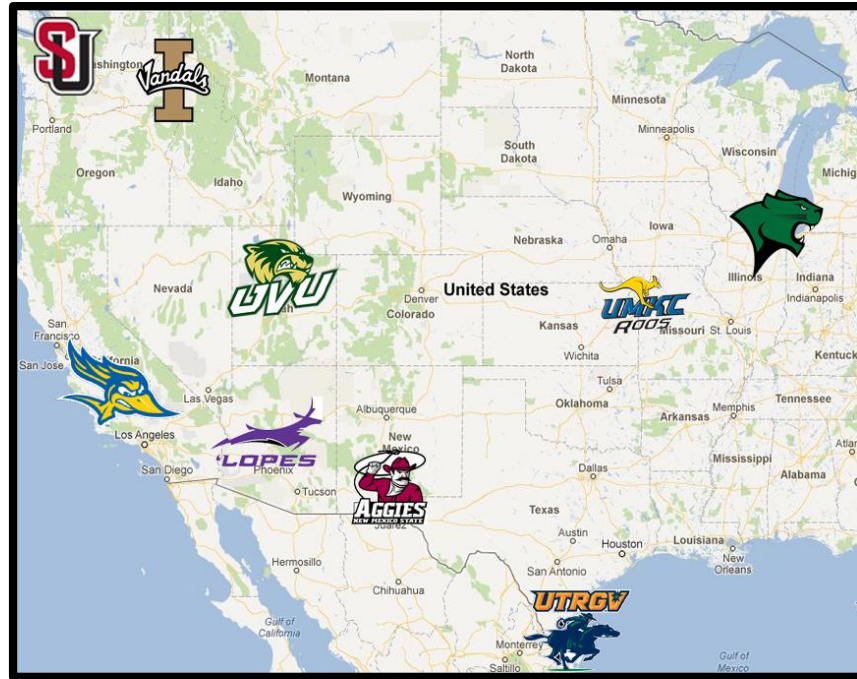 SU
Washington
I
Vandals
Montana
North
Dakota
Minnesota
Portland
Minneapolis
Oregon
South
Dakota
Wisconsin
Michig
Idaho
Wyoming
Iowa
Nebraska
Omaha
Nevada
UVU
Denver
Colorado
United States
UMKC
ROOS
Illinois
Indiana
Indianapolis
San
Francisco
Kansas
Missouri
St. Louis
San Jose
ifornia
Wichita
Kentuck
Las Vegas
Tulsa
Tennessee
Albuquerque
Oklahoma
Arkansas
Memphis
Los Angeles
'LOPES
Phoenix
New
Mexico
Atlan
San Diego
Tucson
Dallas
Mississippi
Alabama
AGGIES
NEW MEXICO STATE
Juarez
Texas
Austin
Houston
Louisiana
New
Orleans
Hermosillo
San Antonio
Chihuahua
UTRGV
Gulf of
California
Monterrey
Saltillo
Gulf of
Mexico